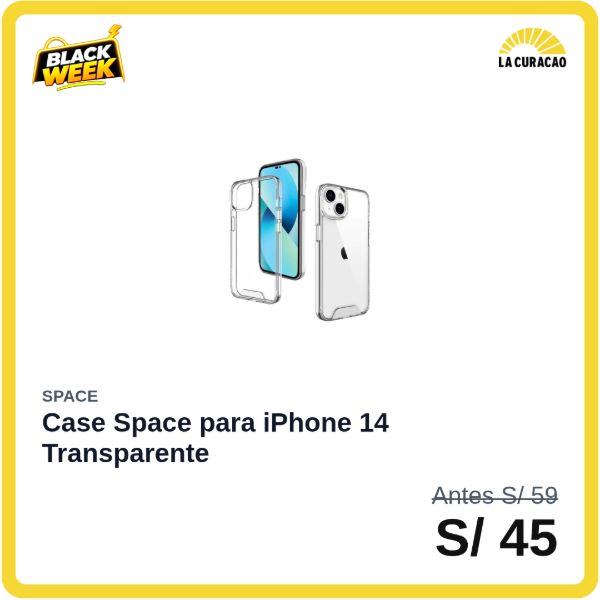 BLACK
WEEK
LA CURACAO
SPACE
Case Space para iPhone 14
Transparente
Antes S/ 59
S/ 45